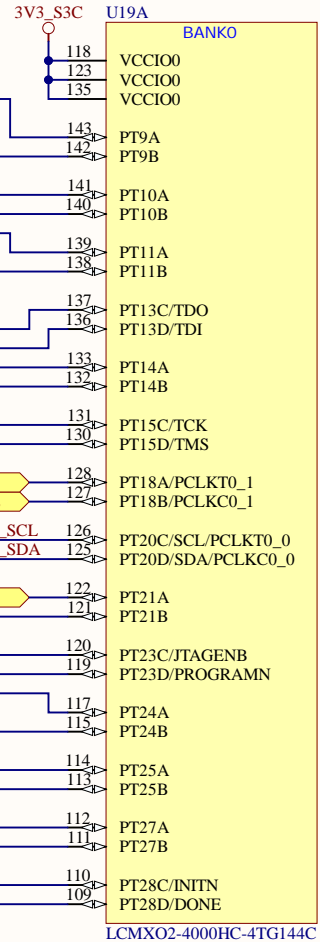 3V3_S3C U19A
BANK0
118 VCCIO0
123 VCCIO0
135 VCCIO0
143 PT9A
142 PT9B
141 PT10A
140 PT10B
139 PT11A
138 PT11B
137 PT13C/TDO
136 PT13D/TDI
133 PT14A
132 PT14B
131 PT15C/TCK
130 PT15D/TMS
128 PT18A/PCLKT0_1
127 PT18B/PCLKC0_1
_SCL 126 PT20C/SCL/PCLKT0_0
_SDA 125 PT20D/SDA/PCLKC0_0
122 PT21A
121 PT21B
120 PT23C/JTAGENB
119 PT23D/PROGRAMN
117 PT24A
115 PT24B
114 PT25A
113 PT25B
112 PT27A
111 PT27B
110 PT28C/INITN
109 PT28D/DONE
LCMXO2-4000HC-4TG144C